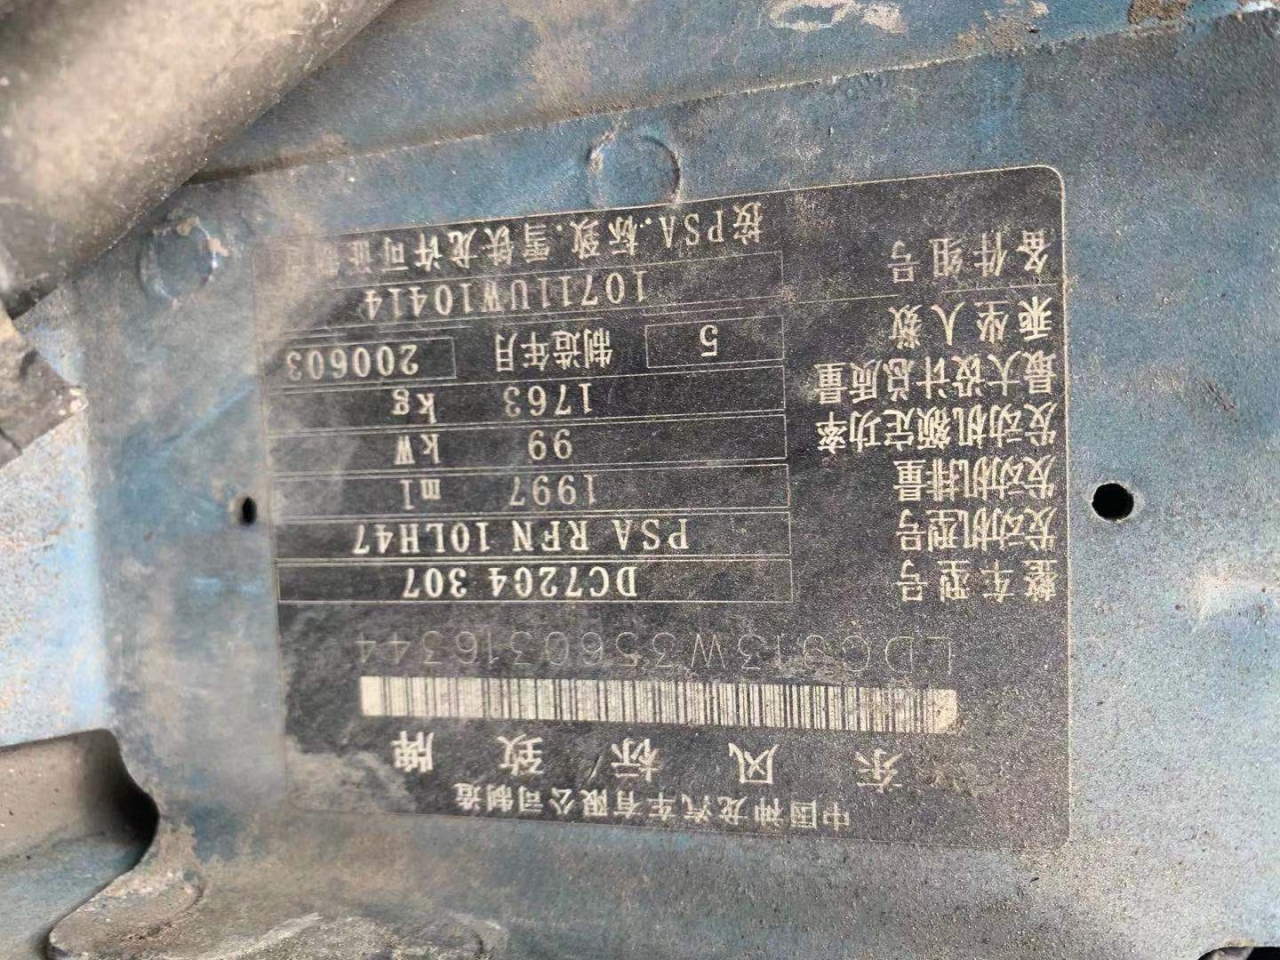 中国神龙汽车有限公司制造
东风标致牌
LDC913W3560316344
整车型号 DC7204 307
发动机型号 PSA RFN 10LH47
发动机排量 1997 ml
发动机额定功率 99 kW
最大设计总质量 1763 kg
乘坐人数 5 制造年月 200603
备件组号 10711UW10414
按PSA.标致.雪铁龙许可证制造